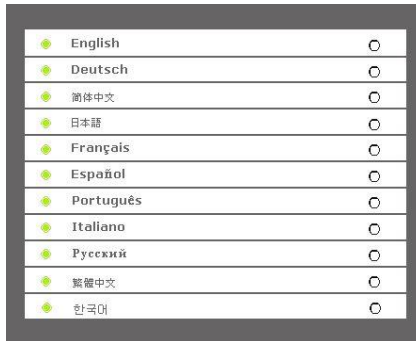 English
Deutsch
简体中文
日本語
Français
Español
Português
Italiano
Русский
繁體中文
한국어